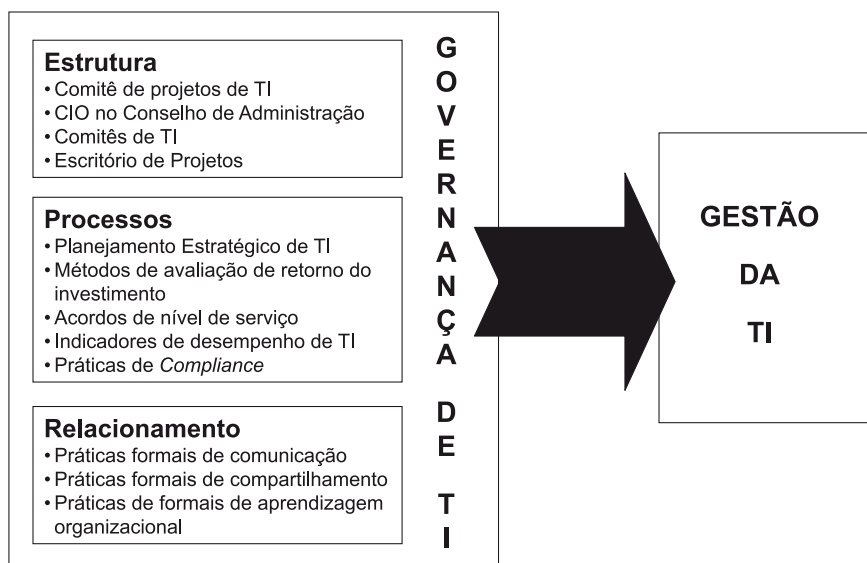 Estrutura
• Comitê de projetos de TI
• CIO no Conselho de Administração
• Comitês de TI
• Escritório de Projetos
Processos
• Planejamento Estratégico de TI
• Métodos de avaliação de retorno do
investimento
• Acordos de nível de serviço
• Indicadores de desempenho de TI
• Práticas de Compliance
Relacionamento
• Práticas formais de comunicação
• Práticas formais de compartilhamento
• Práticas de formais de aprendizagem
organizacional
GOVERNANÇA DE TI
GESTÃO
DA
TI